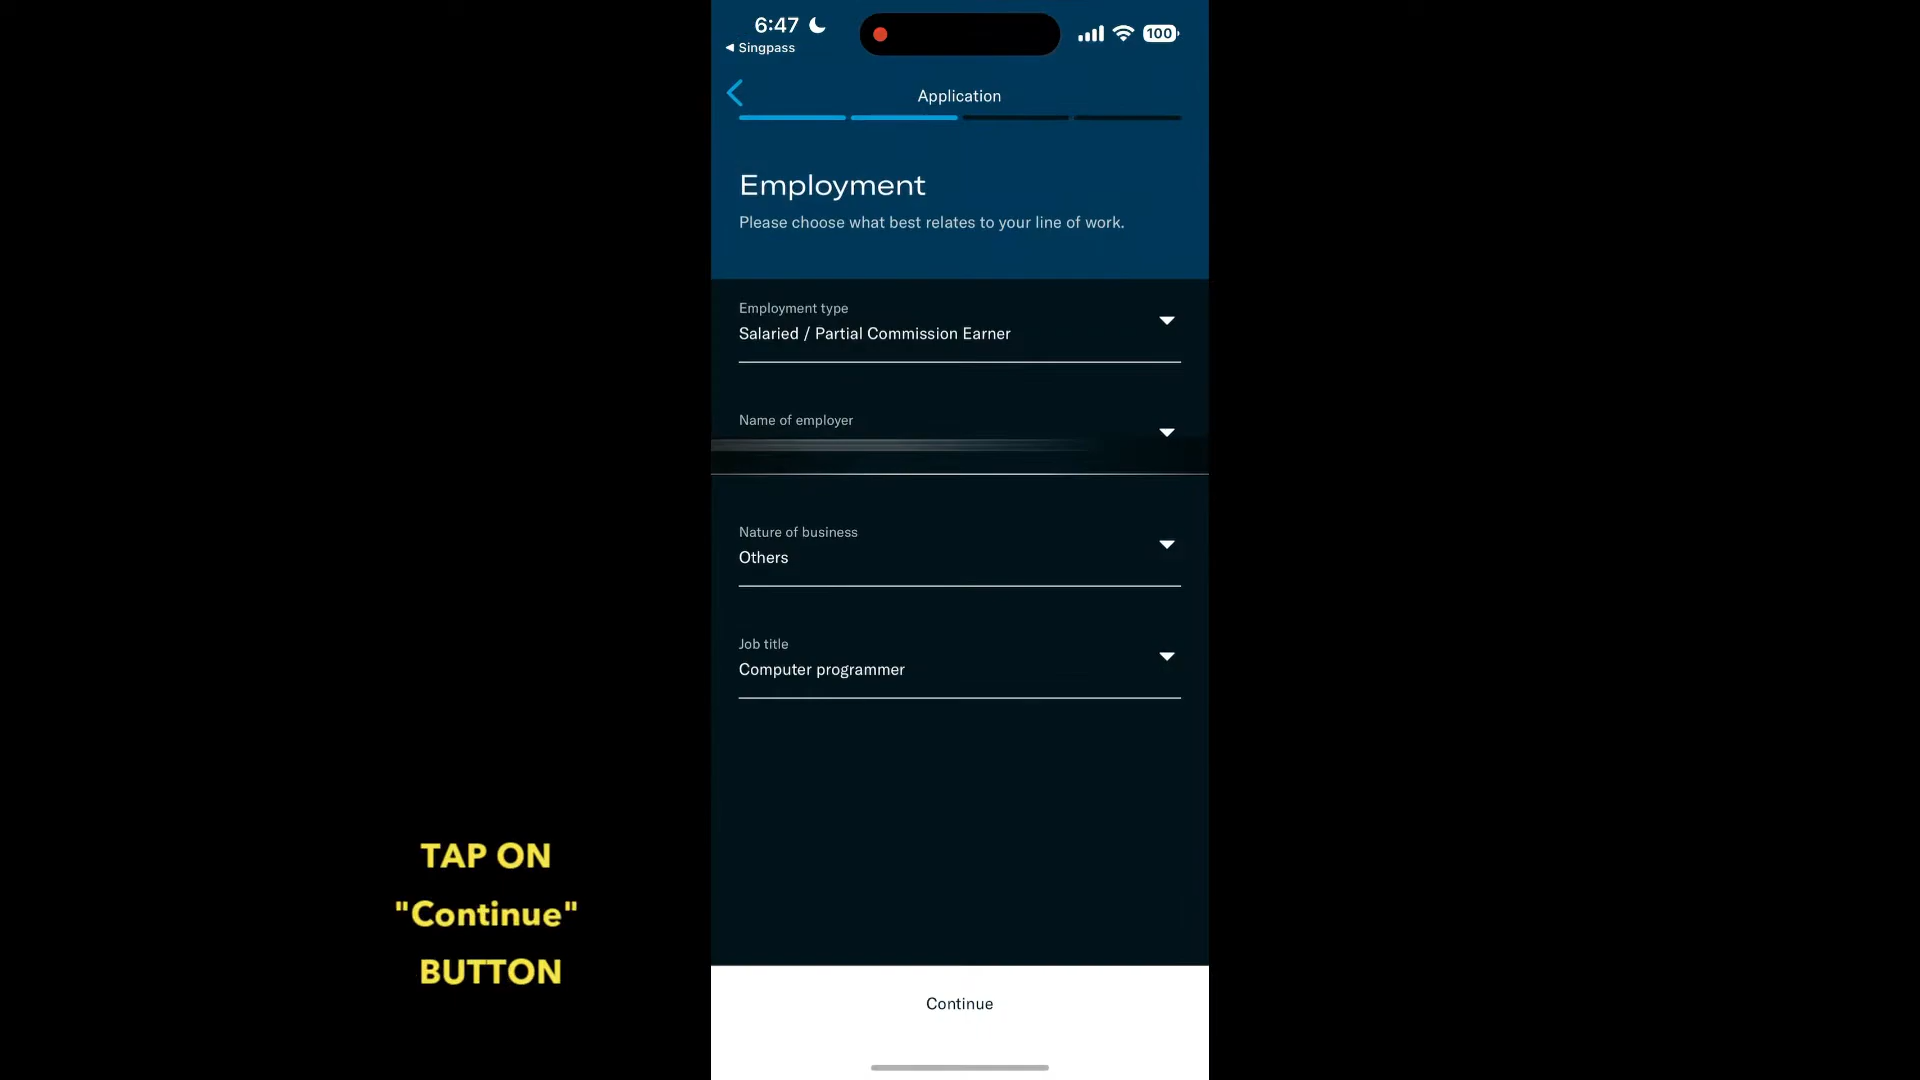 6:47
100
◀ Singpass
Application
Employment
Please choose what best relates to your line of work.
Employment type
Salaried / Partial Commission Earner
Name of employer
Nature of business
Others
Job title
Computer programmer
TAP ON
"Continue"
BUTTON
Continue